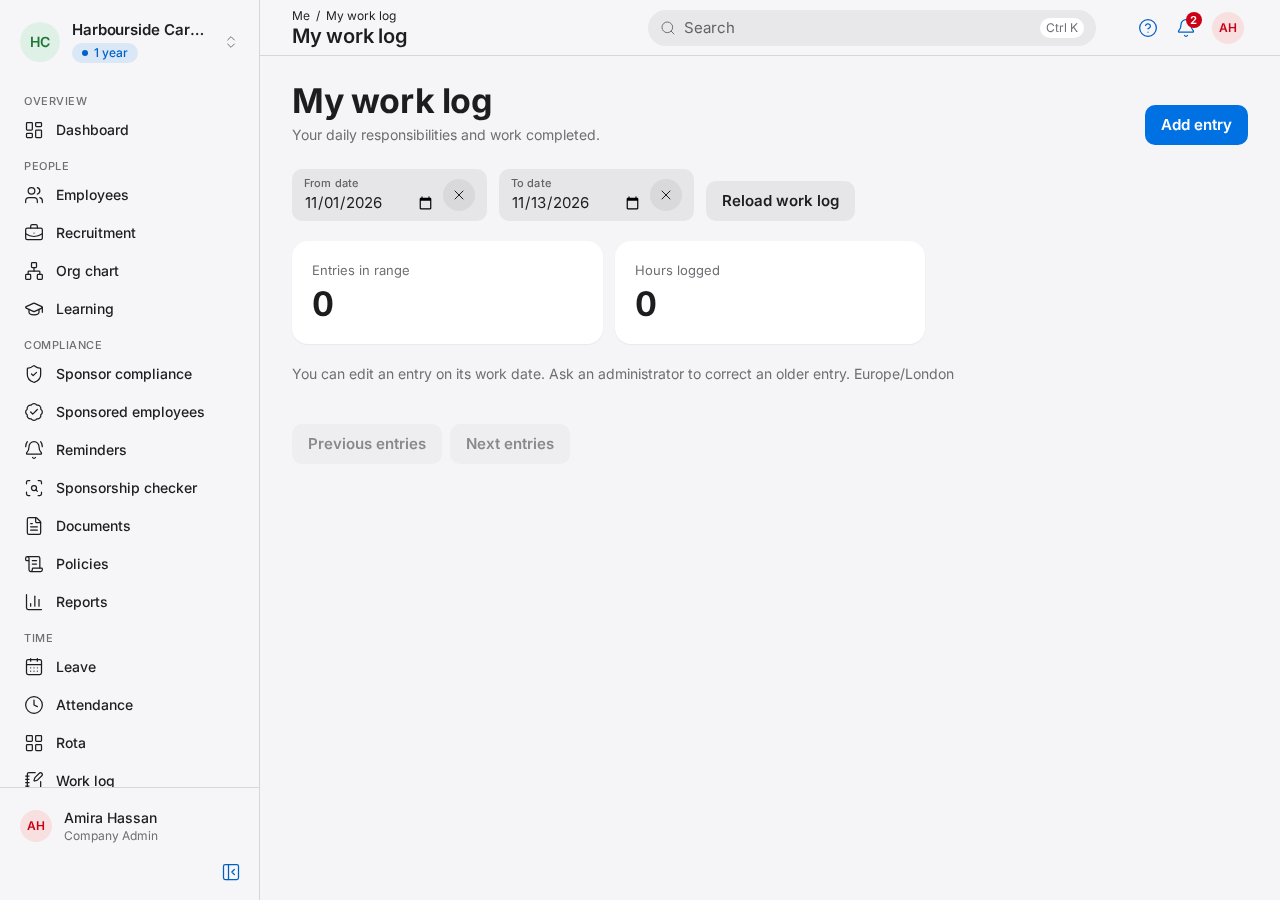 HC
Harbourside Car...
1 year
OVERVIEW
Dashboard
PEOPLE
Employees
Recruitment
Org chart
Learning
COMPLIANCE
Sponsor compliance
Sponsored employees
Reminders
Sponsorship checker
Documents
Policies
Reports
TIME
Leave
Attendance
Rota
Work log
AH
Amira Hassan
Company Admin
Me / My work log
My work log
Search
Ctrl K
2
AH
My work log
Your daily responsibilities and work completed.
Add entry
From date
11/01/2026
To date
11/13/2026
Reload work log
Entries in range
0
Hours logged
0
You can edit an entry on its work date. Ask an administrator to correct an older entry. Europe/London
Previous entries
Next entries